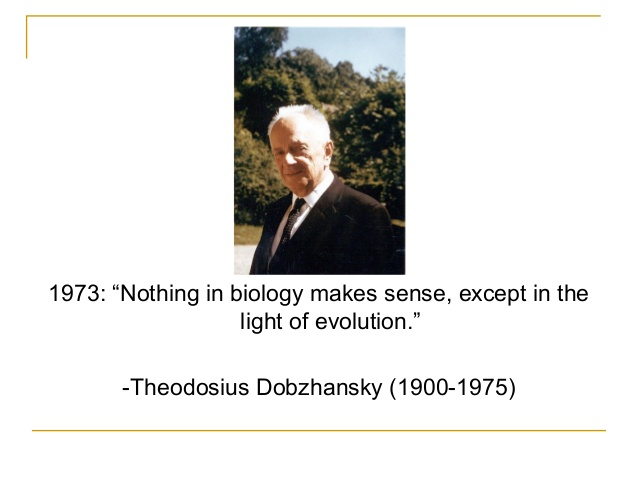 1973: “Nothing in biology makes sense, except in the
light of evolution.”
-Theodosius Dobzhansky (1900-1975)